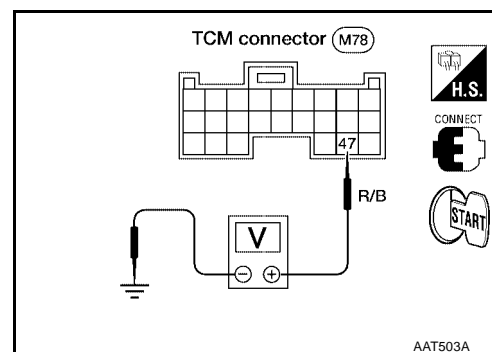 TCM connector M78
H.S.
CONNECT
47
R/B
START
V
− +
AAT503A